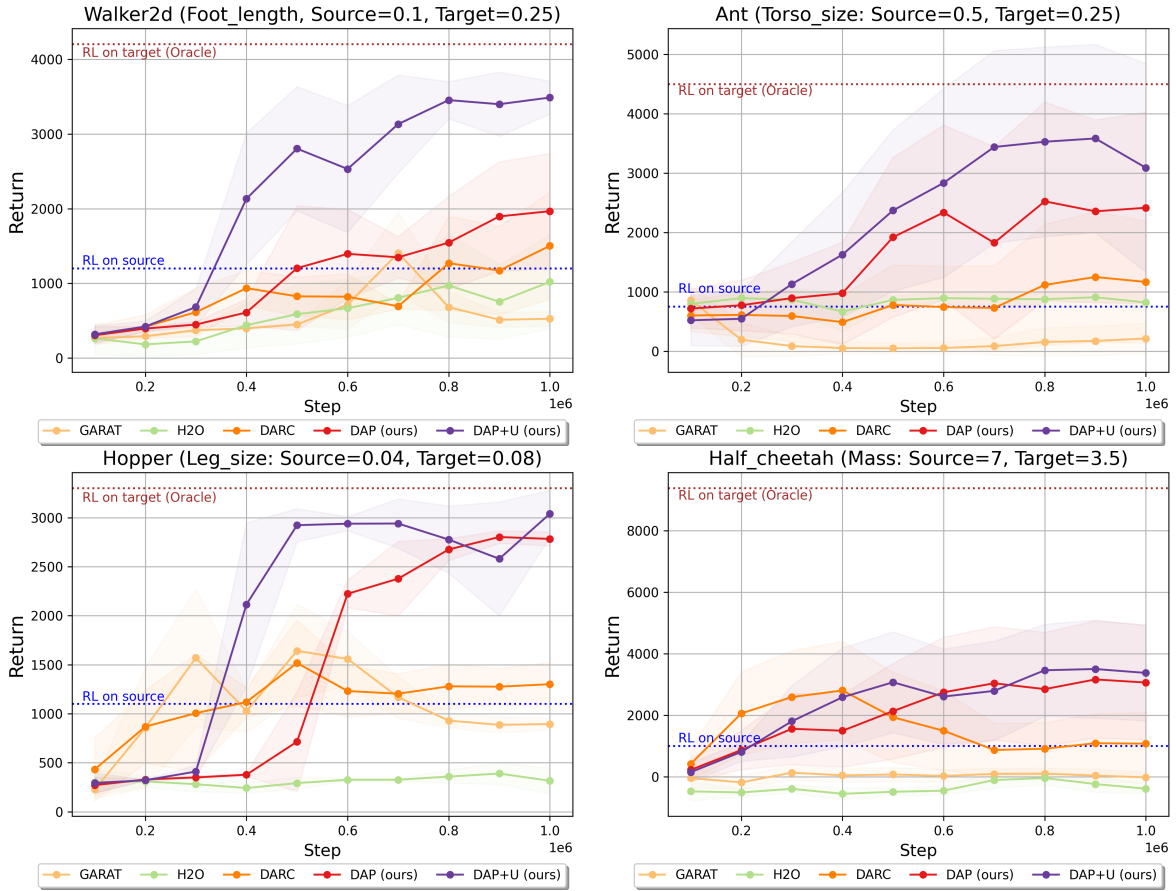 Walker2d (Foot_length, Source=0.1, Target=0.25)
RL on target (Oracle)
RL on source
Return
4000
3000
2000
1000
0
0.2
0.4
0.6
0.8
1.0
1e6
Step
GARAT
H2O
DARC
DAP (ours)
DAP+U (ours)
Ant (Torso_size: Source=0.5, Target=0.25)
RL on target (Oracle)
RL on source
Return
5000
4000
3000
2000
1000
0
0.2
0.4
0.6
0.8
1.0
1e6
Step
GARAT
H2O
DARC
DAP (ours)
DAP+U (ours)
Hopper (Leg_size: Source=0.04, Target=0.08)
RL on target (Oracle)
RL on source
Return
3000
2500
2000
1500
1000
500
0
0.2
0.4
0.6
0.8
1.0
1e6
Step
GARAT
H2O
DARC
DAP (ours)
DAP+U (ours)
Half_cheetah (Mass: Source=7, Target=3.5)
RL on target (Oracle)
RL on source
Return
8000
6000
4000
2000
0
0.2
0.4
0.6
0.8
1.0
1e6
Step
GARAT
H2O
DARC
DAP (ours)
DAP+U (ours)